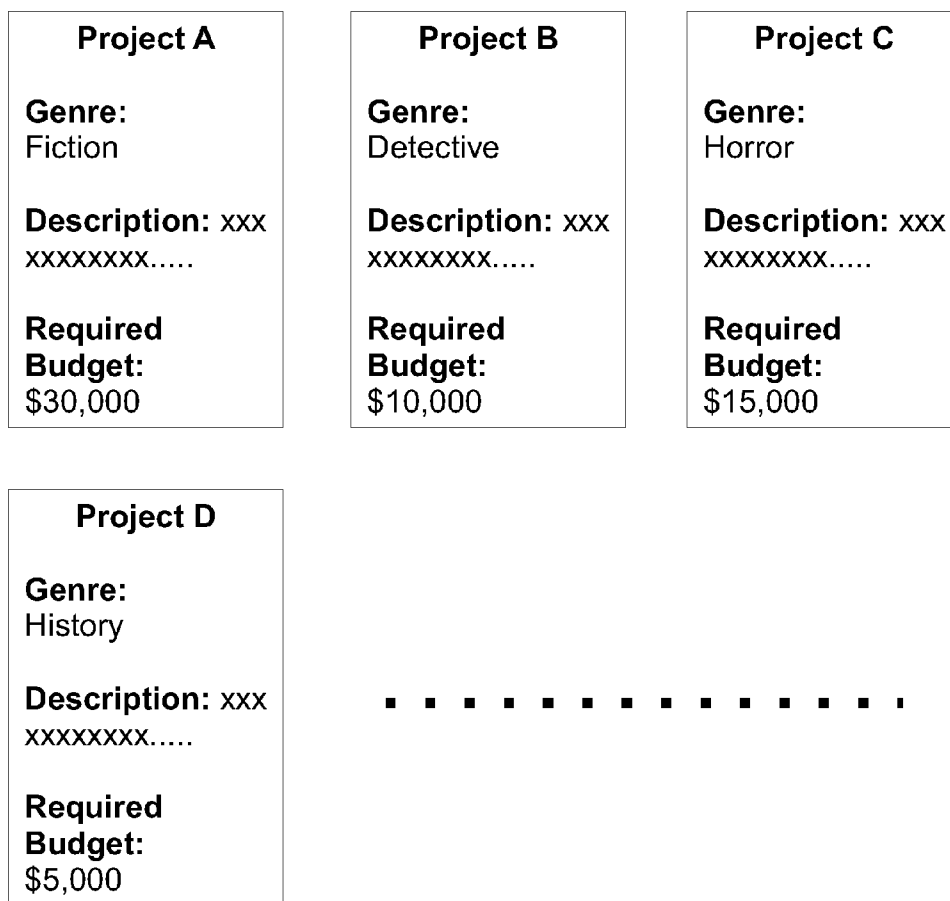 Project A
Genre:
Fiction
Description: xxx
xxxxxxxx.....
Required
Budget:
$30,000
Project B
Genre:
Detective
Description: xxx
xxxxxxxx.....
Required
Budget:
$10,000
Project C
Genre:
Horror
Description: xxx
xxxxxxxx.....
Required
Budget:
$15,000
Project D
Genre:
History
Description: xxx
xxxxxxxx.....
Required
Budget:
$5,000